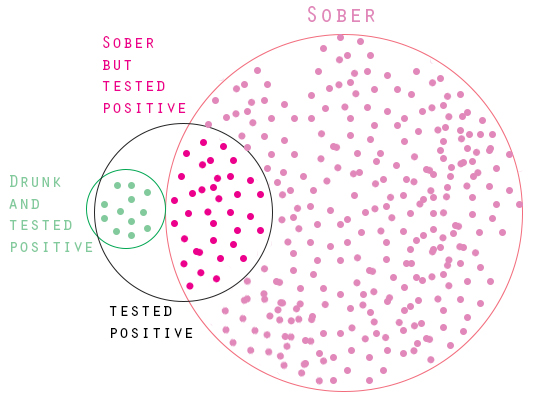 Sober
Sober
but
tested
positive
Drunk
and
tested
positive
tested
positive